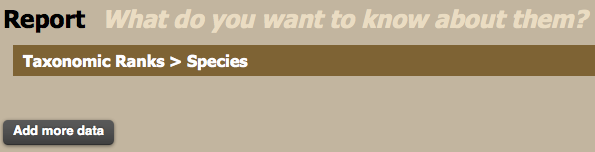 Report What do you want to know about them?
Taxonomic Ranks > Species
Add more data